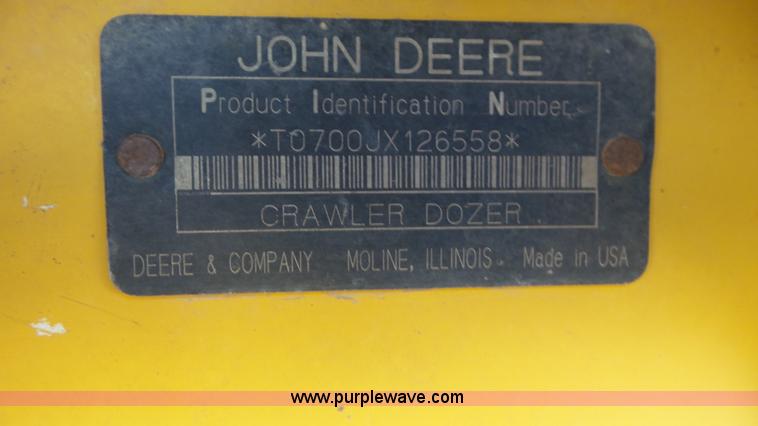 JOHN DEERE
Product Identification Number
*T0700JX126558*
CRAWLER DOZER
DEERE & COMPANY MOLINE, ILLINOIS Made in USA
www.purplewave.com